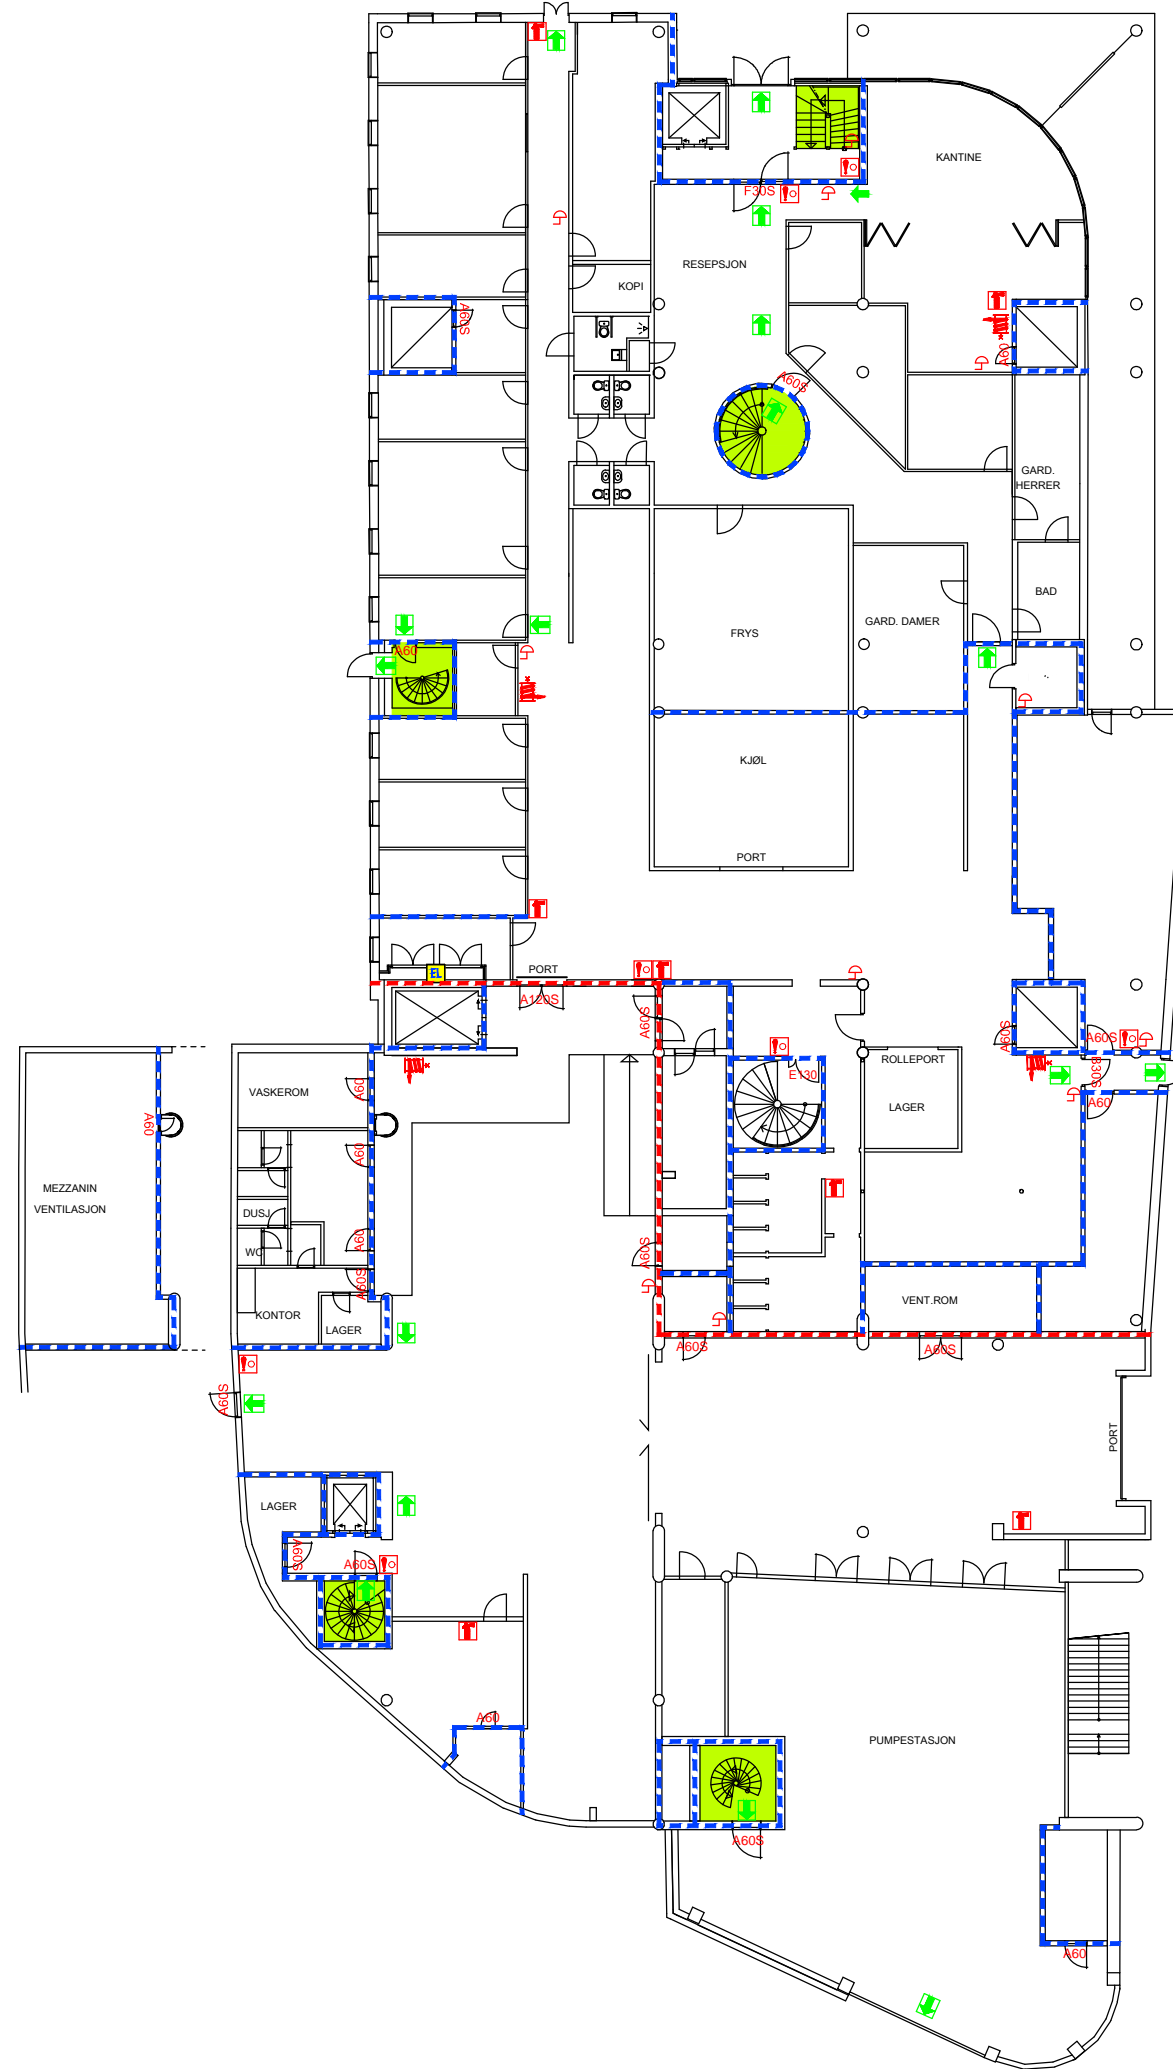 KANTINE
F30S
RESEPSJON
KOPI
A60S
A60
A60S
GARD.
HERRER
BAD
GARD. DAMER
FRYS
A60
KJØL
PORT
PORT
EL
A120S
A60S
A60S
A60S
ROLLEPORT
B30S
E130
VASKEROM
A60
LAGER
A60
A60
A60
MEZZANIN
VENTILASJON
DUSJ
WC
A60
A60S
A60S
KONTOR
LAGER
VENT.ROM
A60S
A60S
A60S
PORT
LAGER
A60S
A60S
A60
PUMPESTASJON
A60S
A60